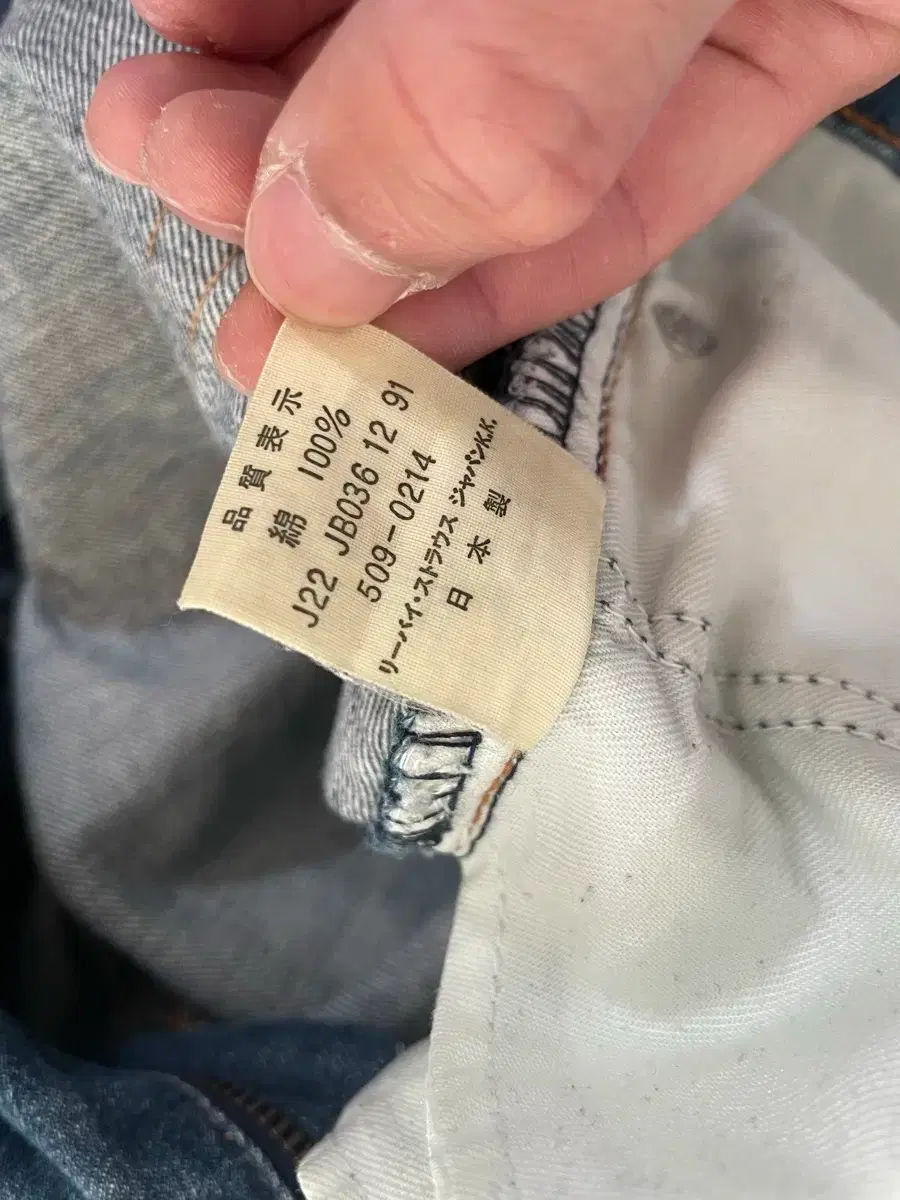 品質表示
綿 100%
J22 JB036 12 91
509-0214
リーバイ・ストラウス ジャパンK.K.
日本製